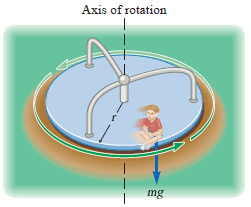 Axis of rotation
r
mg